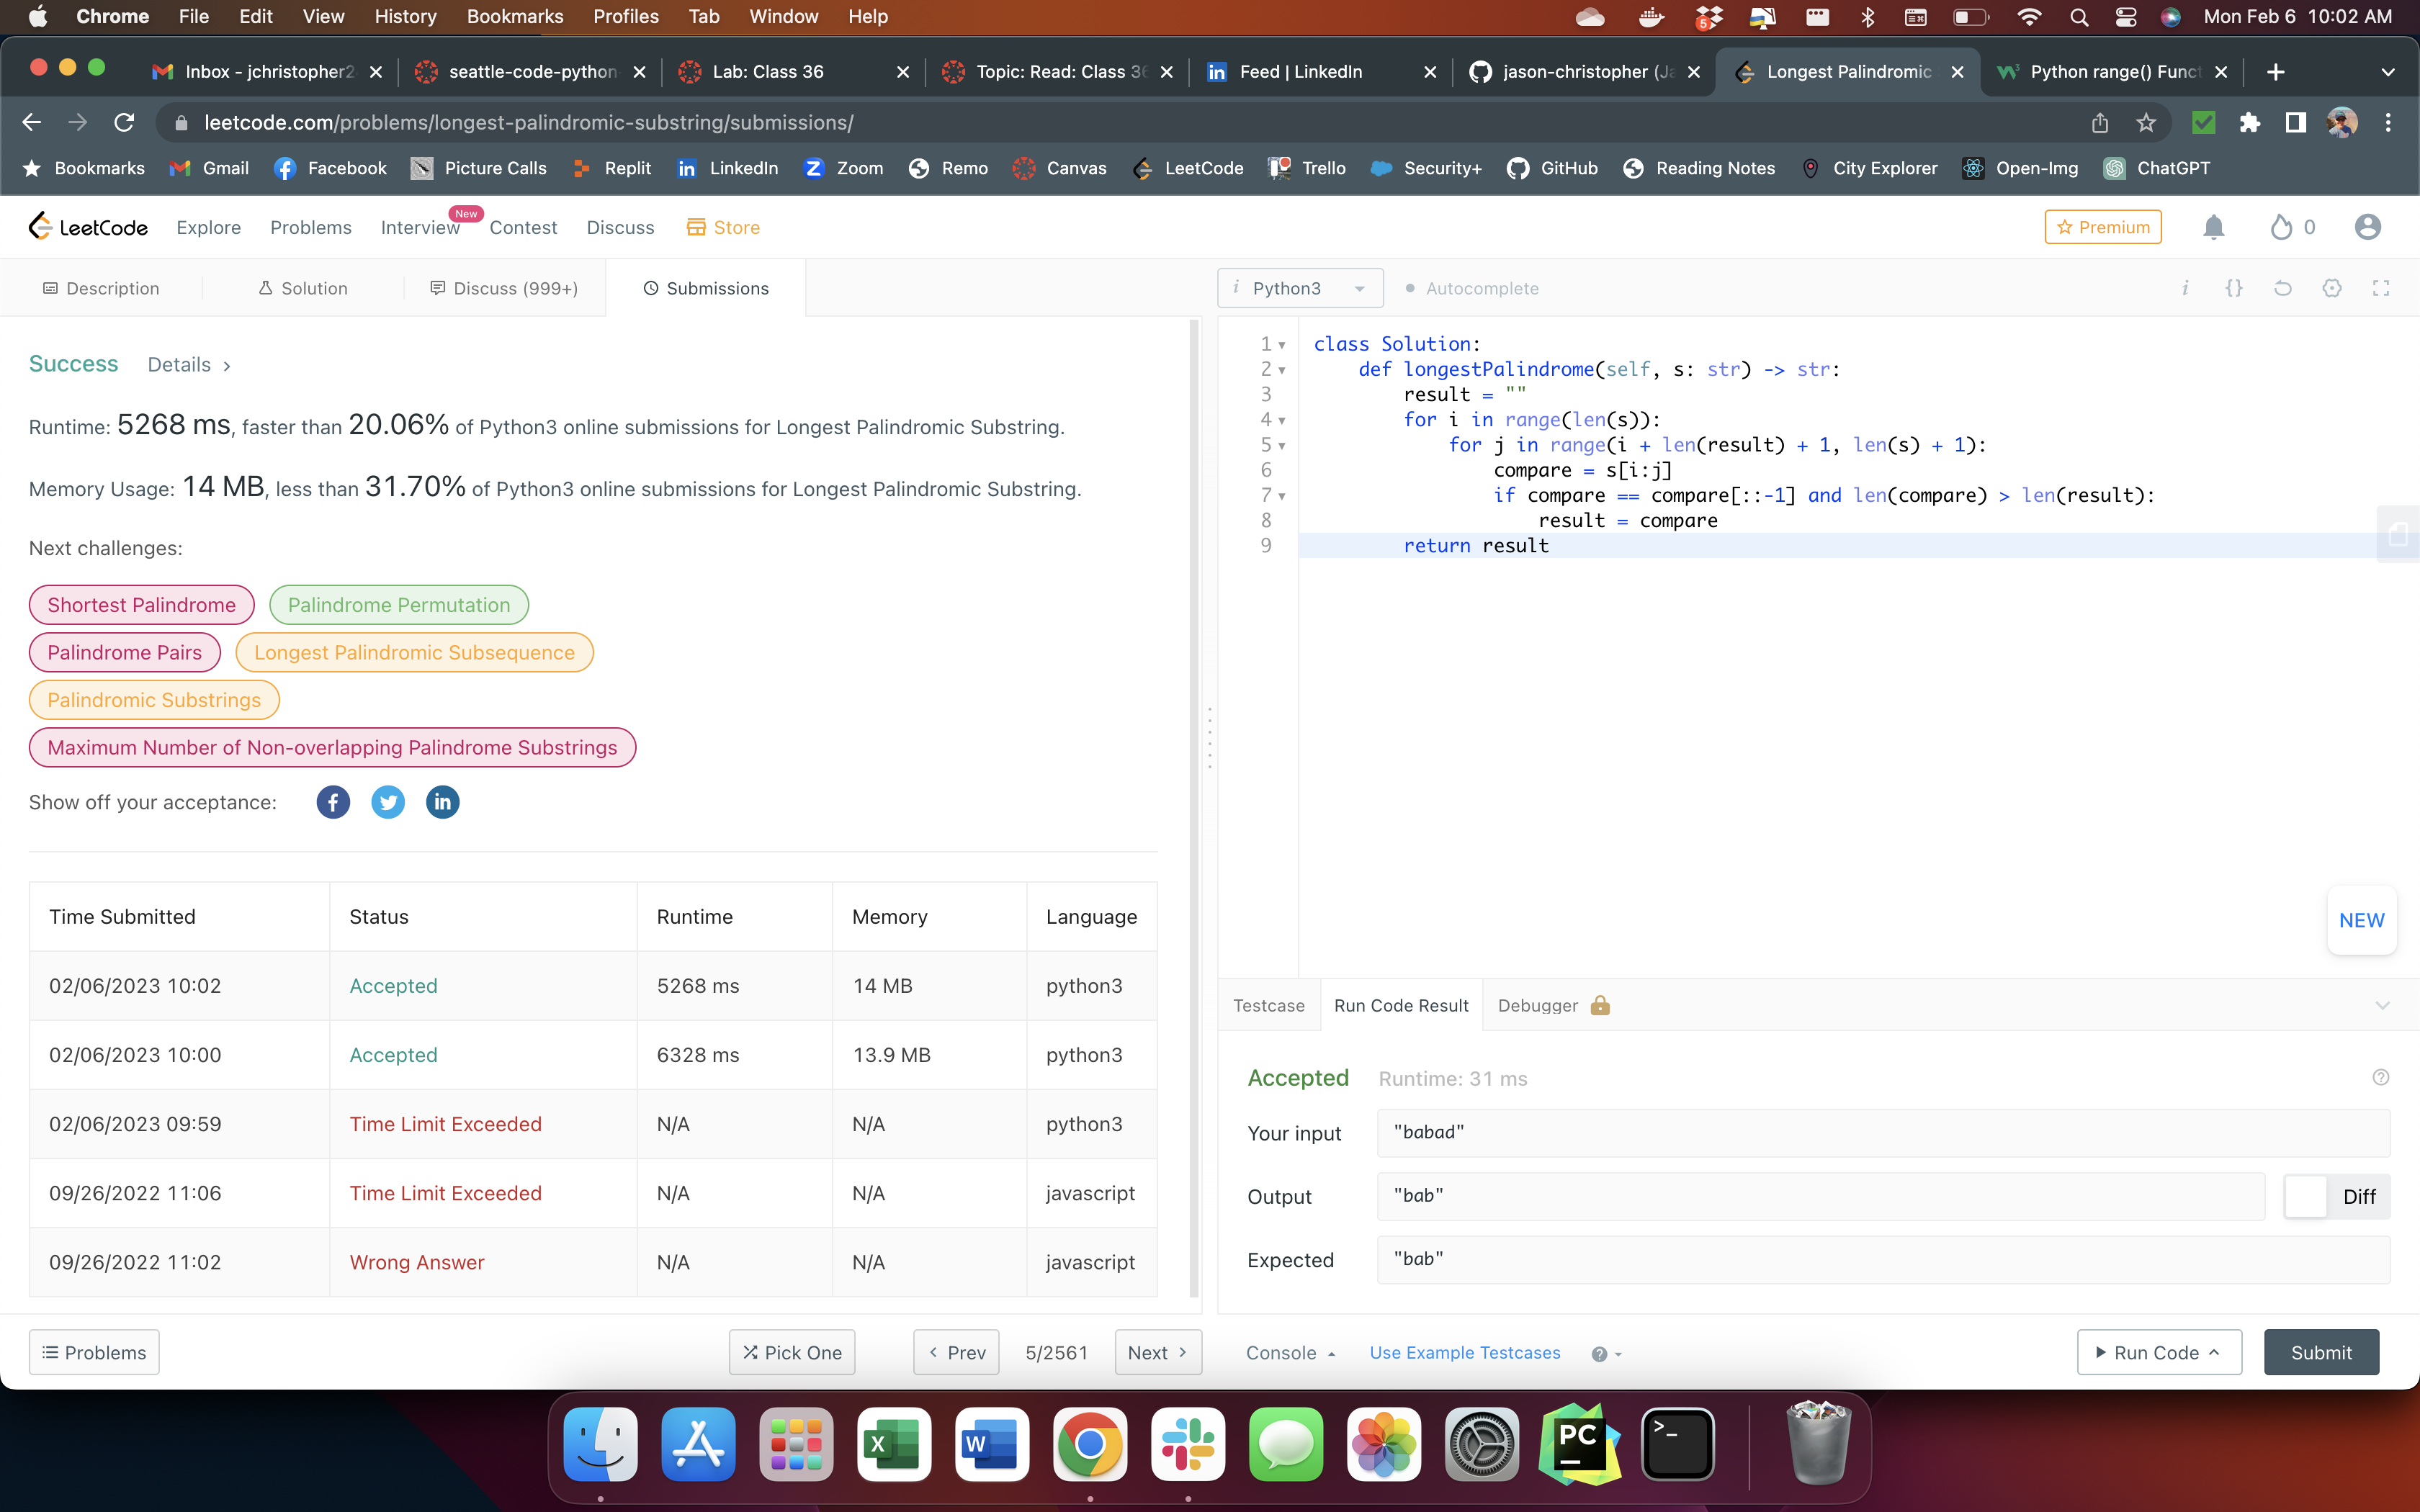 Chrome File Edit View History Bookmarks Profiles Tab Window Help
5
Mon Feb 6 10:02 AM
Inbox - jchristopher2
seattle-code-python
Lab: Class 36
Topic: Read: Class 36
Feed | LinkedIn
jason-christopher (Ja
Longest Palindromic
Python range() Funct
leetcode.com/problems/longest-palindromic-substring/submissions/
Bookmarks Gmail Facebook Picture Calls Replit LinkedIn Zoom Remo Canvas LeetCode Trello Security+ GitHub Reading Notes City Explorer Open-Img ChatGPT
LeetCode Explore Problems Interview New Contest Discuss Store
Premium 0
Description Solution Discuss (999+) Submissions
i Python3 Autocomplete i {}
Success Details >
Runtime: 5268 ms, faster than 20.06% of Python3 online submissions for Longest Palindromic Substring.
Memory Usage: 14 MB, less than 31.70% of Python3 online submissions for Longest Palindromic Substring.
Next challenges:
Shortest Palindrome Palindrome Permutation
Palindrome Pairs Longest Palindromic Subsequence
Palindromic Substrings
Maximum Number of Non-overlapping Palindrome Substrings
Show off your acceptance:
Time Submitted Status Runtime Memory Language
02/06/2023 10:02 Accepted 5268 ms 14 MB python3
02/06/2023 10:00 Accepted 6328 ms 13.9 MB python3
02/06/2023 09:59 Time Limit Exceeded N/A N/A python3
09/26/2022 11:06 Time Limit Exceeded N/A N/A javascript
09/26/2022 11:02 Wrong Answer N/A N/A javascript
1 class Solution:
2 def longestPalindrome(self, s: str) -> str:
3 result = ""
4 for i in range(len(s)):
5 for j in range(i + len(result) + 1, len(s) + 1):
6 compare = s[i:j]
7 if compare == compare[::-1] and len(compare) > len(result):
8 result = compare
9 return result
NEW
Testcase Run Code Result Debugger
Accepted Runtime: 31 ms
Your input "babad"
Output "bab" Diff
Expected "bab"
Problems Pick One < Prev 5/2561 Next >
Console Use Example Testcases Run Code Submit
X W PC >_